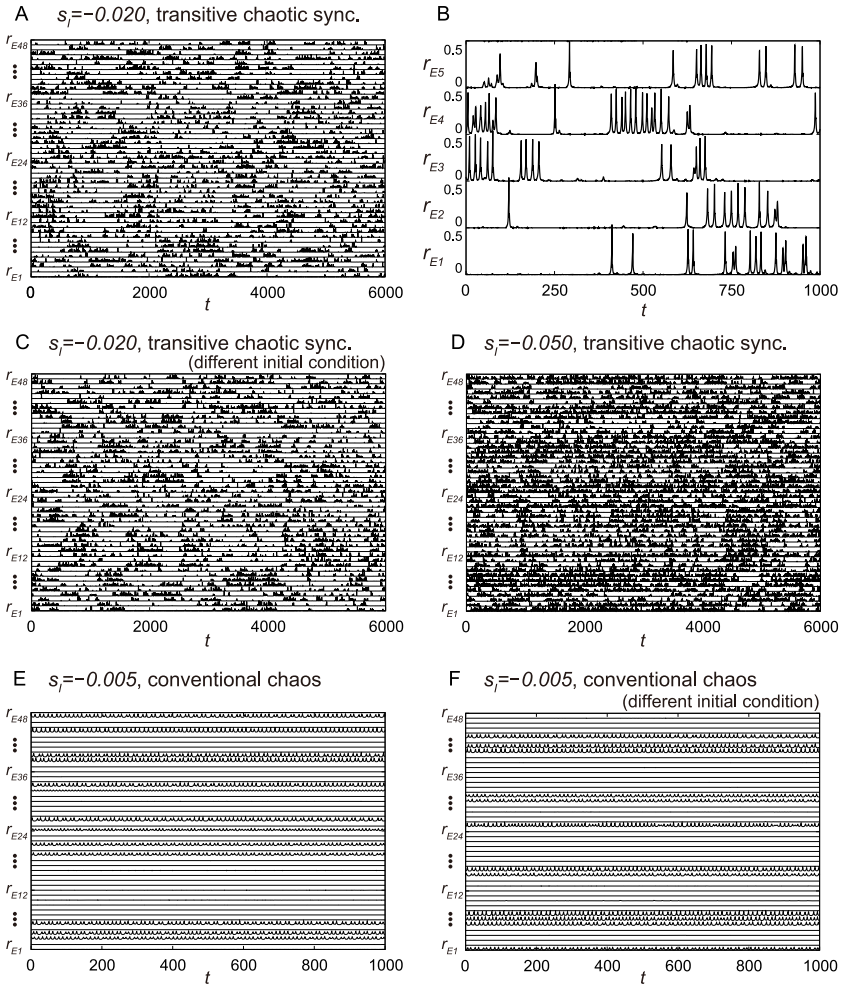 A s_I=−0.020, transitive chaotic sync.
r_E48
r_E36
r_E24
r_E12
r_E1
0 2000 4000 6000
t
B
0.5
r_E5
0
0.5
r_E4
0
0.5
r_E3
0
0.5
r_E2
0
0.5
r_E1
0
0 250 500 750 1000
t
C s_I=−0.020, transitive chaotic sync.
(different initial condition)
r_E48
r_E36
r_E24
r_E12
r_E1
0 2000 4000 6000
t
D s_I=−0.050, transitive chaotic sync.
r_E48
r_E36
r_E24
r_E12
r_E1
0 2000 4000 6000
t
E s_I=−0.005, conventional chaos
r_E48
r_E36
r_E24
r_E12
r_E1
0 200 400 600 800 1000
t
F s_I=−0.005, conventional chaos
(different initial condition)
r_E48
r_E36
r_E24
r_E12
r_E1
0 200 400 600 800 1000
t